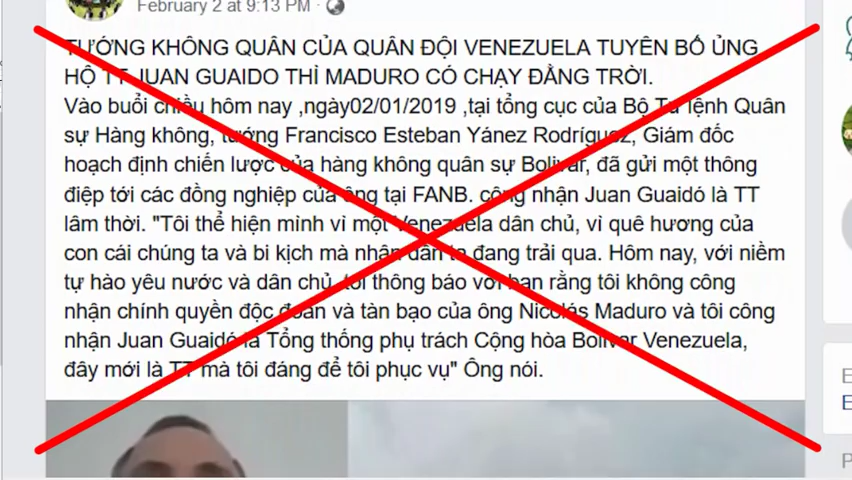 February 2 at 9:13 PM ·
TƯỚNG KHÔNG QUÂN CỦA QUÂN ĐỘI VENEZUELA TUYÊN BỐ ỦNG
HỘ TT JUAN GUAIDO THÌ MADURO CÓ CHẠY ĐẰNG TRỜI.
Vào buổi chiều hôm nay ,ngày02/01/2019 ,tại tổng cục của Bộ Tư lệnh Quân
sự Hàng không, tướng Francisco Esteban Yánez Rodríguez, Giám đốc
hoạch định chiến lược của hàng không quân sự Bolivar, đã gửi một thông
điệp tới các đồng nghiệp của ông tại FANB. công nhận Juan Guaidó là TT
lâm thời. "Tôi thể hiện mình vì một Venezuela dân chủ, vì quê hương của
con cái chúng ta và bi kịch mà nhân dân ta đang trải qua. Hôm nay, với niềm
tự hào yêu nước và dân chủ, tôi thông báo với bạn rằng tôi không công
nhận chính quyền độc đoán và tàn bạo của ông Nicolás Maduro và tôi công
nhận Juan Guaidó là Tổng thống phụ trách Cộng hòa Bolivar Venezuela,
đây mới là TT mà tôi đáng để tôi phục vụ" Ông nói.